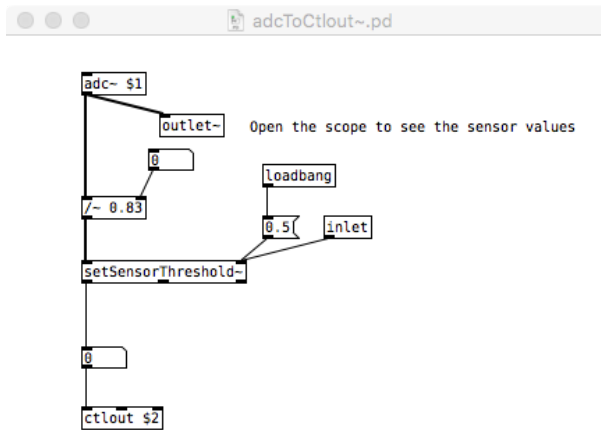 adcToCtlout~.pd
adc~ $1
outlet~
Open the scope to see the sensor values
0
loadbang
/~ 0.83
0.5
inlet
setSensorThreshold~
0
ctlout $2